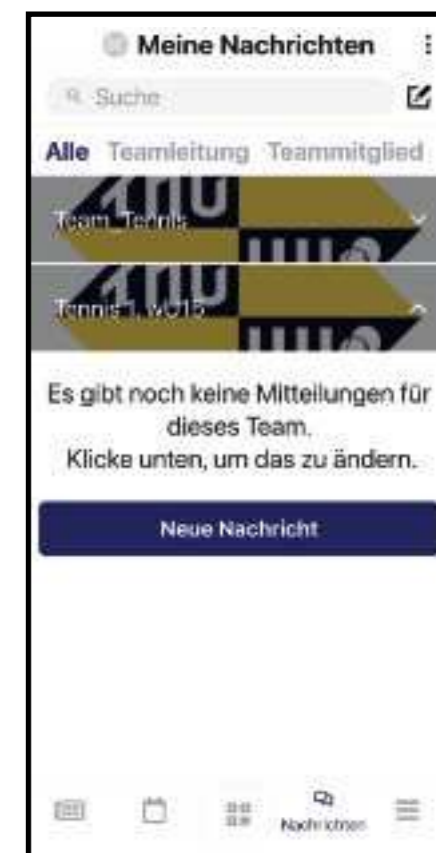 Meine Nachrichten
Suche
Alle Teamleitung Teammitglied
Team_Tennis
Tennis 1, wU15
Es gibt noch keine Mitteilungen für
dieses Team.
Klicke unten, um das zu ändern.
Neue Nachricht
Nachrichten